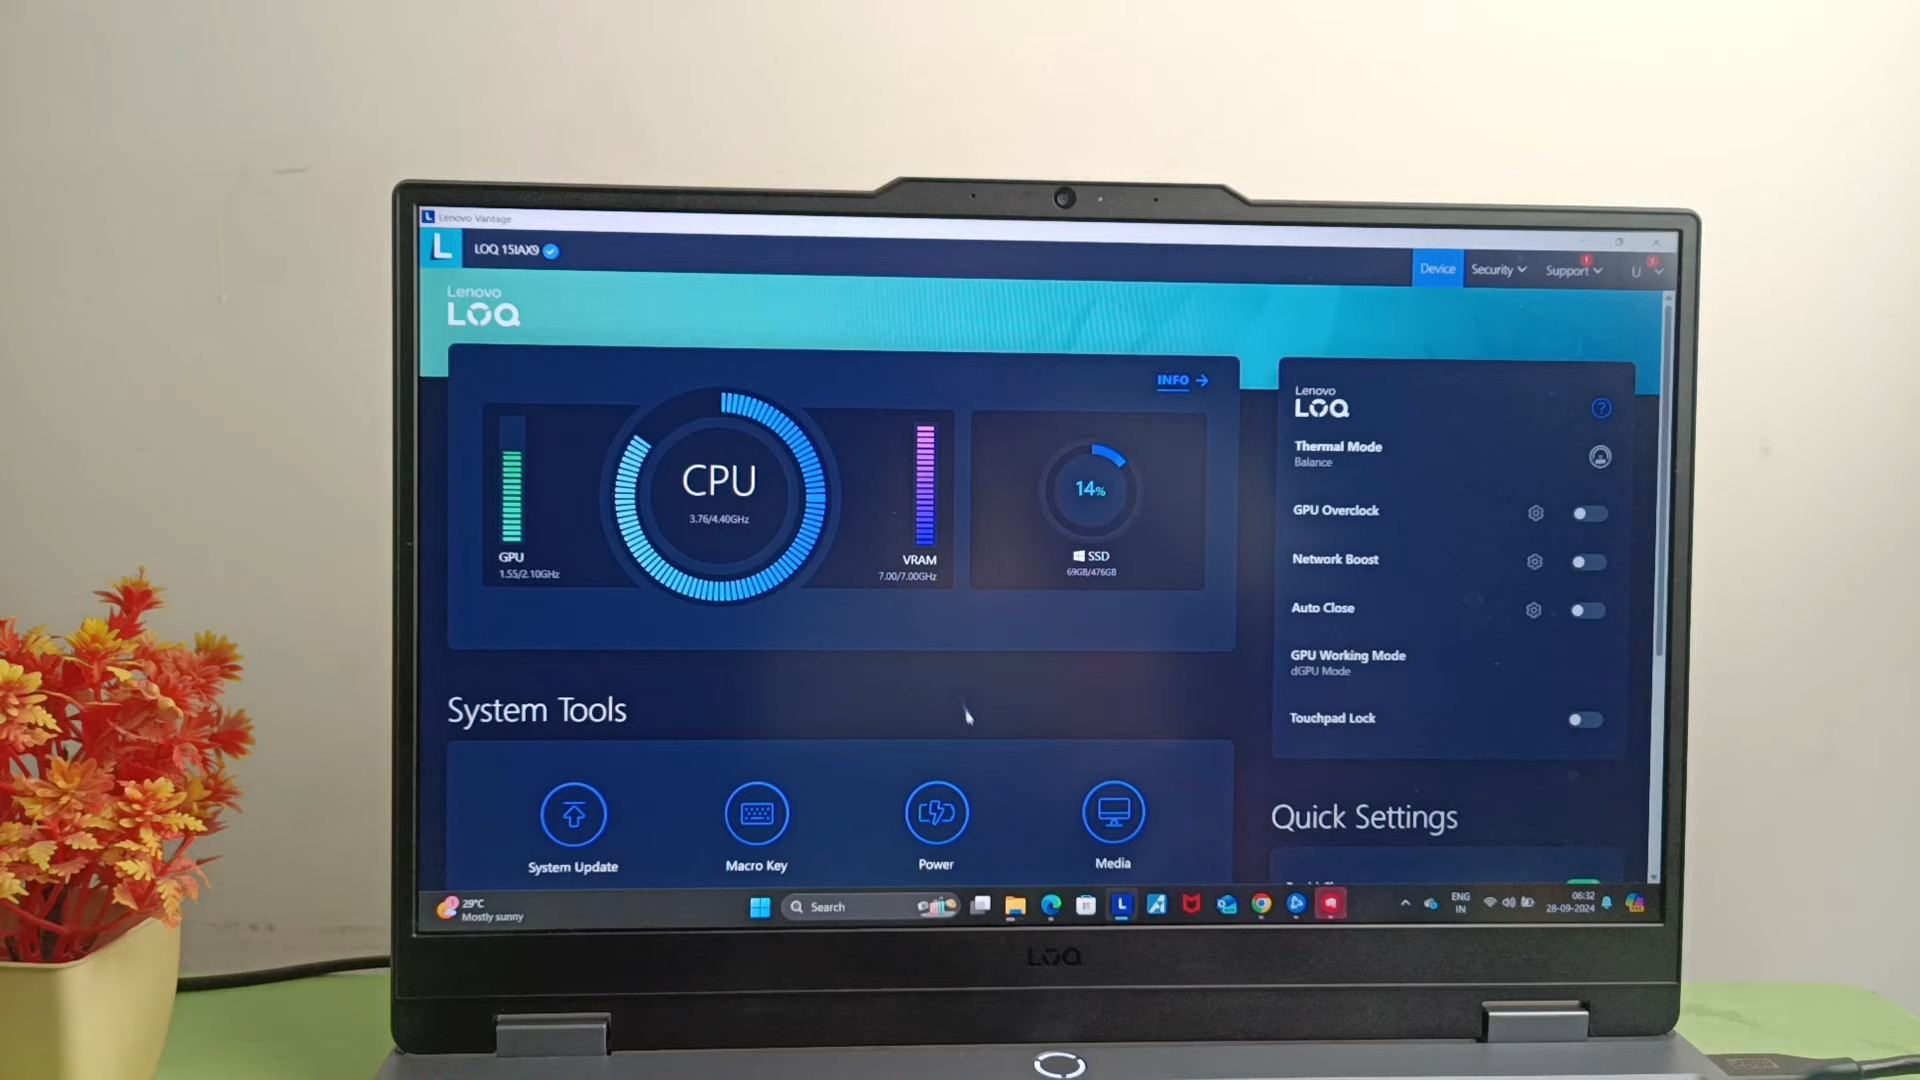 Lenovo Vantage
LOQ 15IAX9
Device Security Support U
Lenovo
LOQ
INFO
CPU
3.76/4.40GHz
GPU
1.55/2.10GHz
VRAM
7.00/7.00GHz
14%
SSD
69GB/476GB
Lenovo
LOQ
Thermal Mode
Balance
GPU Overclock
Network Boost
Auto Close
GPU Working Mode
dGPU Mode
Touchpad Lock
System Tools
System Update
Macro Key
Power
Media
Quick Settings
29°C
Mostly sunny
Search
ENG
IN
06:32
28-09-2024
LOQ